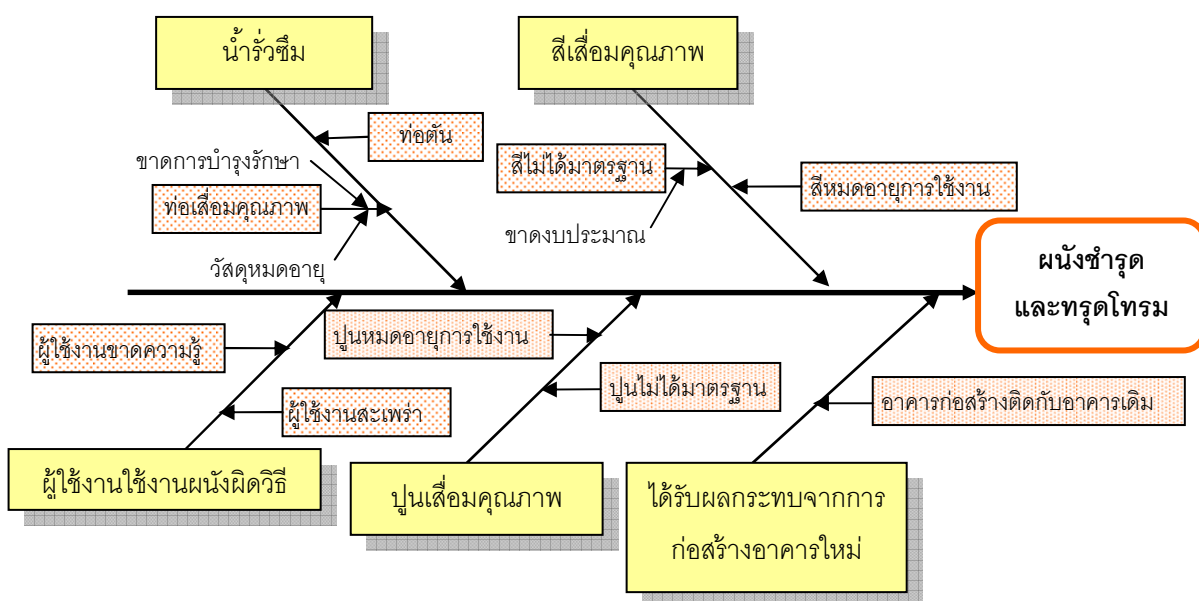 น้ำรั่วซึม
สีเสื่อมคุณภาพ
ท่อตัน
ขาดการบำรุงรักษา
สีไม่ได้มาตรฐาน
สีหมดอายุการใช้งาน
ท่อเสื่อมคุณภาพ
ขาดงบประมาณ
วัสดุหมดอายุ
ผนังชำรุด
และทรุดโทรม
ผู้ใช้งานขาดความรู้
ปูนหมดอายุการใช้งาน
ปูนไม่ได้มาตรฐาน
อาคารก่อสร้างติดกับอาคารเดิม
ผู้ใช้งานสะเพร่า
ผู้ใช้งานใช้งานผนังผิดวิธี
ปูนเสื่อมคุณภาพ
ได้รับผลกระทบจากการ
ก่อสร้างอาคารใหม่